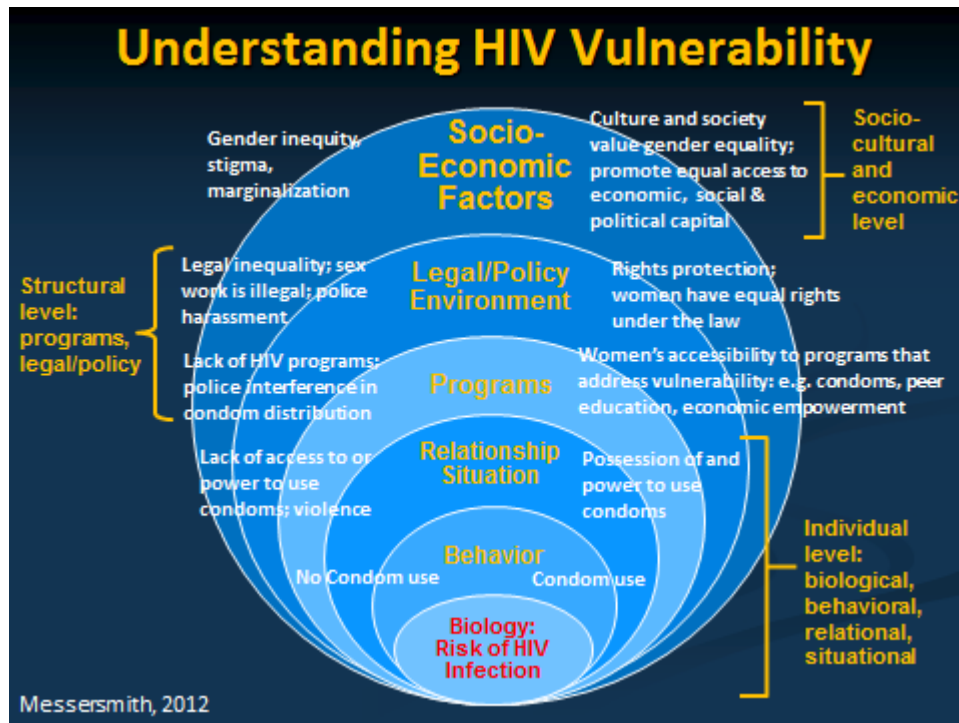 Understanding HIV Vulnerability
Gender inequity,
stigma,
marginalization
Socio-
Economic
Factors
Culture and society
value gender equality;
promote equal access to
economic, social &
political capital
Socio-
cultural
and
economic
level
Structural
level:
programs,
legal/policy
Legal inequality; sex
work is illegal; police
harassment
Legal/Policy
Environment
Rights protection;
women have equal rights
under the law
Lack of HIV programs;
police interference in
condom distribution
Programs
Women's accessibility to programs that
address vulnerability: e.g. condoms, peer
education, economic empowerment
Lack of access to or
power to use
condoms; violence
Relationship
Situation
Possession of and
power to use
condoms
Individual
level:
biological,
behavioral,
relational,
situational
No Condom use
Behavior
Condom use
Biology:
Risk of HIV
Infection
Messersmith, 2012